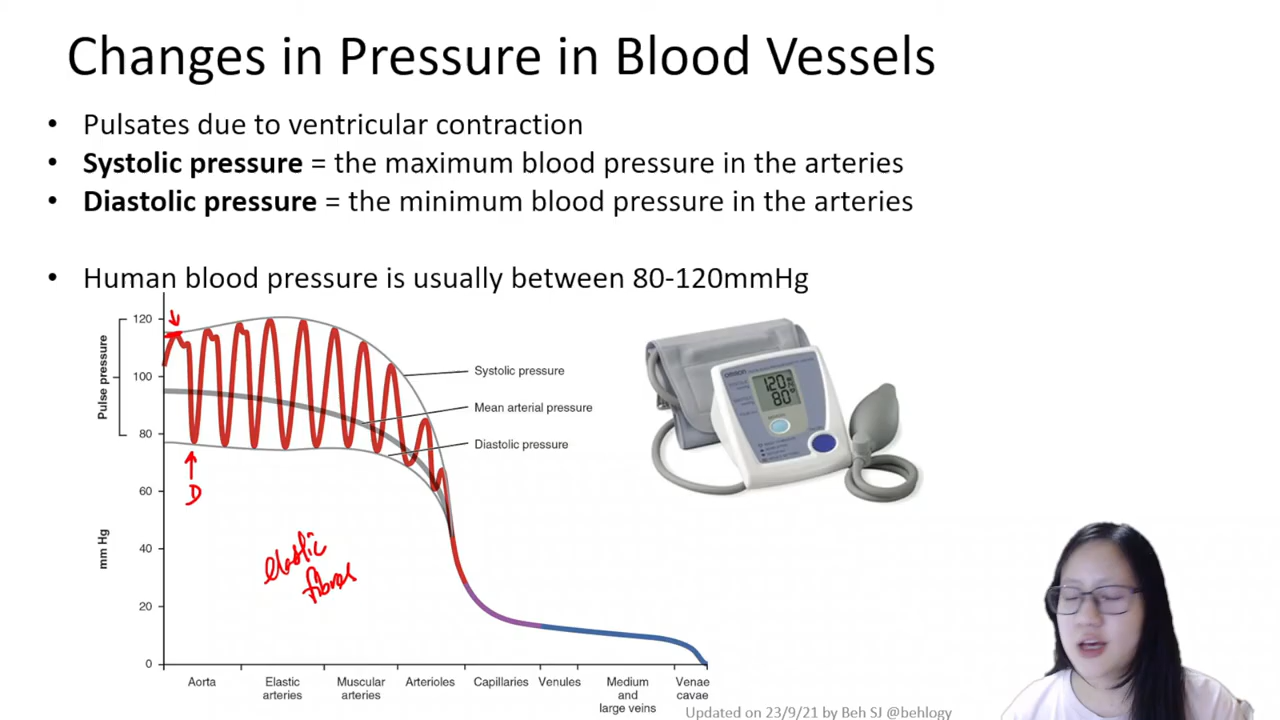 Changes in Pressure in Blood Vessels
• Pulsates due to ventricular contraction
• Systolic pressure = the maximum blood pressure in the arteries
• Diastolic pressure = the minimum blood pressure in the arteries
• Human blood pressure is usually between 80-120mmHg
Pulse pressure
mm Hg
120
100
80
60
40
20
0
Systolic pressure
Mean arterial pressure
Diastolic pressure
D
elastic
fibres
Aorta
Elastic
arteries
Muscular
arteries
Arterioles
Capillaries
Venules
Medium
and
large veins
Venae
cavae
omron
120
80
Updated on 23/9/21 by Beh SJ @behlogy